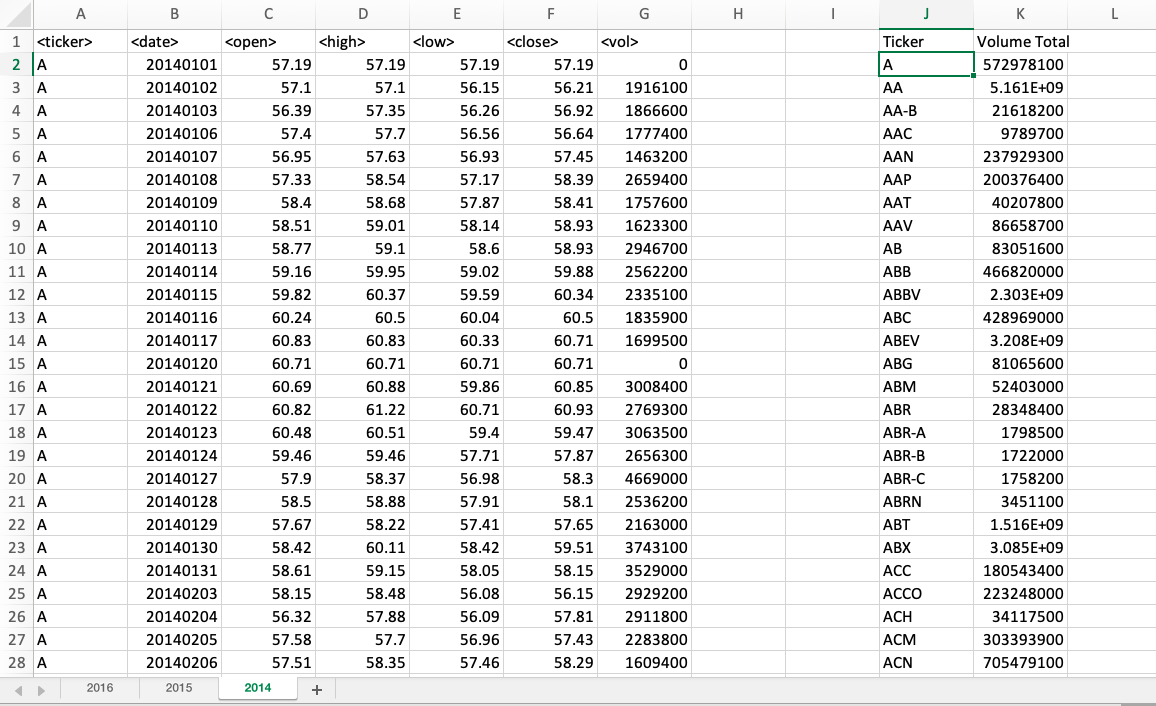 A B C D E F G H I J K L
1 <ticker> <date> <open> <high> <low> <close> <vol> Ticker Volume Total
2 A 20140101 57.19 57.19 57.19 57.19 0 A 572978100
3 A 20140102 57.1 57.1 56.15 56.21 1916100 AA 5.161E+09
4 A 20140103 56.39 57.35 56.26 56.92 1866600 AA-B 21618200
5 A 20140106 57.4 57.7 56.56 56.64 1777400 AAC 9789700
6 A 20140107 56.95 57.63 56.93 57.45 1463200 AAN 237929300
7 A 20140108 57.33 58.54 57.17 58.39 2659400 AAP 200376400
8 A 20140109 58.4 58.68 57.87 58.41 1757600 AAT 40207800
9 A 20140110 58.51 59.01 58.14 58.93 1623300 AAV 86658700
10 A 20140113 58.77 59.1 58.6 58.93 2946700 AB 83051600
11 A 20140114 59.16 59.95 59.02 59.88 2562200 ABB 466820000
12 A 20140115 59.82 60.37 59.59 60.34 2335100 ABBV 2.303E+09
13 A 20140116 60.24 60.5 60.04 60.5 1835900 ABC 428969000
14 A 20140117 60.83 60.83 60.33 60.71 1699500 ABEV 3.208E+09
15 A 20140120 60.71 60.71 60.71 60.71 0 ABG 81065600
16 A 20140121 60.69 60.88 59.86 60.85 3008400 ABM 52403000
17 A 20140122 60.82 61.22 60.71 60.93 2769300 ABR 28348400
18 A 20140123 60.48 60.51 59.4 59.47 3063500 ABR-A 1798500
19 A 20140124 59.46 59.46 57.71 57.87 2656300 ABR-B 1722000
20 A 20140127 57.9 58.37 56.98 58.3 4669000 ABR-C 1758200
21 A 20140128 58.5 58.88 57.91 58.1 2536200 ABRN 3451100
22 A 20140129 57.67 58.22 57.41 57.65 2163000 ABT 1.516E+09
23 A 20140130 58.42 60.11 58.42 59.51 3743100 ABX 3.085E+09
24 A 20140131 58.61 59.15 58.05 58.15 3529000 ACC 180543400
25 A 20140203 58.15 58.48 56.08 56.15 2929200 ACCO 223248000
26 A 20140204 56.32 57.88 56.09 57.81 2911800 ACH 34117500
27 A 20140205 57.58 57.7 56.96 57.43 2283800 ACM 303393900
28 A 20140206 57.51 58.35 57.46 58.29 1609400 ACN 705479100
2016 2015 2014 +